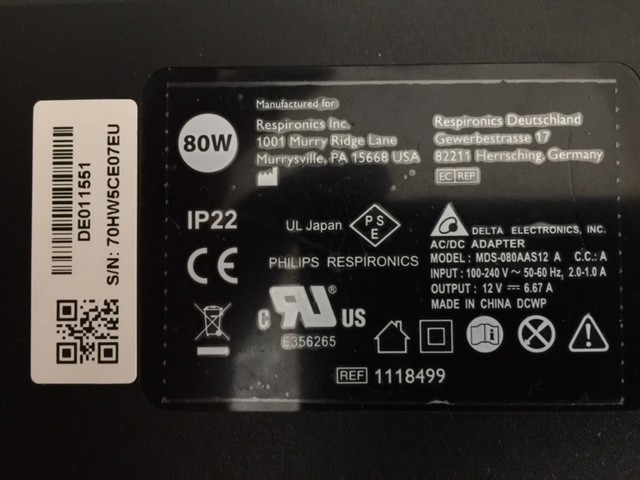 DE011551
S/N: 70HW5CE07EU
80W
Manufactured for:
Respironics Inc.
1001 Murry Ridge Lane
Murrysville, PA 15668 USA
Respironics Deutschland
Gewerbestrasse 17
82211 Herrsching, Germany
EC REP
IP22
UL Japan
PS
E
DELTA ELECTRONICS, INC.
AC/DC ADAPTER
MODEL: MDS-080AAS12 A C.C.: A
INPUT: 100-240 V ~ 50-60 Hz, 2.0-1.0 A
OUTPUT: 12 V ⎓ 6.67 A
MADE IN CHINA DCWP
CE
PHILIPS RESPIRONICS
c RU ® US
E356265
REF 1118499